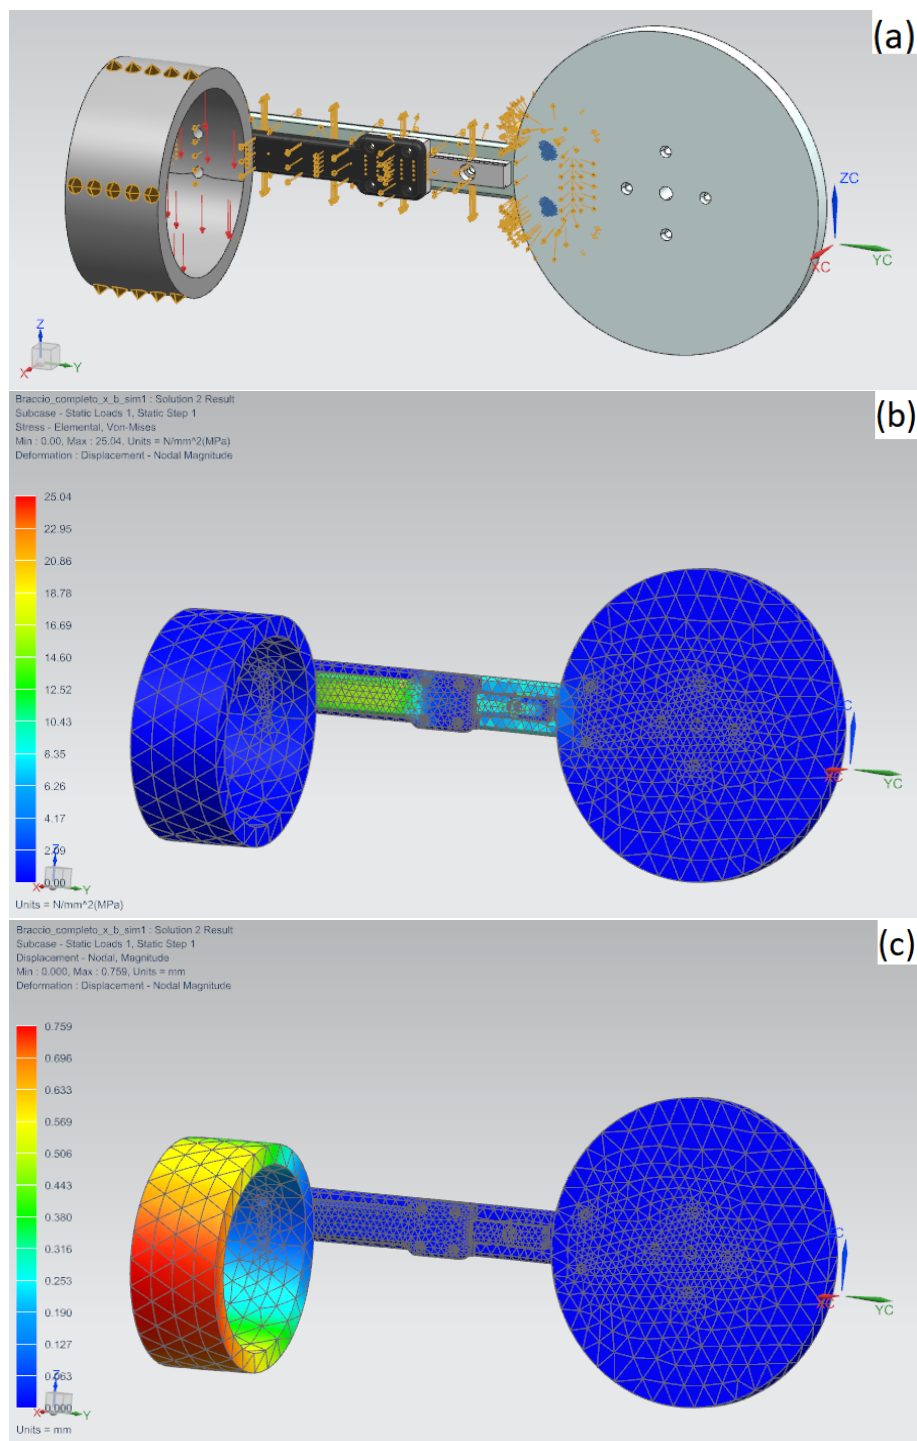 (a)
ZC
XC
YC
Z
X
Y
Braccio_completo_x_b_sim1 : Solution 2 Result
Subcase - Static Loads 1, Static Step 1
Stress - Elemental, Von-Mises
Min : 0.00, Max : 25.04, Units = N/mm^2(MPa)
Deformation : Displacement - Nodal Magnitude
(b)
25.04
22.95
20.86
18.78
16.69
14.60
12.52
10.43
8.35
6.26
4.17
2.09
0.00
C
XC
YC
Z
X
Y
Units = N/mm^2(MPa)
Braccio_completo_x_b_sim1 : Solution 2 Result
Subcase - Static Loads 1, Static Step 1
Displacement - Nodal, Magnitude
Min : 0.000, Max : 0.759, Units = mm
Deformation : Displacement - Nodal Magnitude
(c)
0.759
0.696
0.633
0.569
0.506
0.443
0.380
0.316
0.253
0.190
0.127
0.063
0.000
C
XC
YC
Z
X
Y
Units = mm